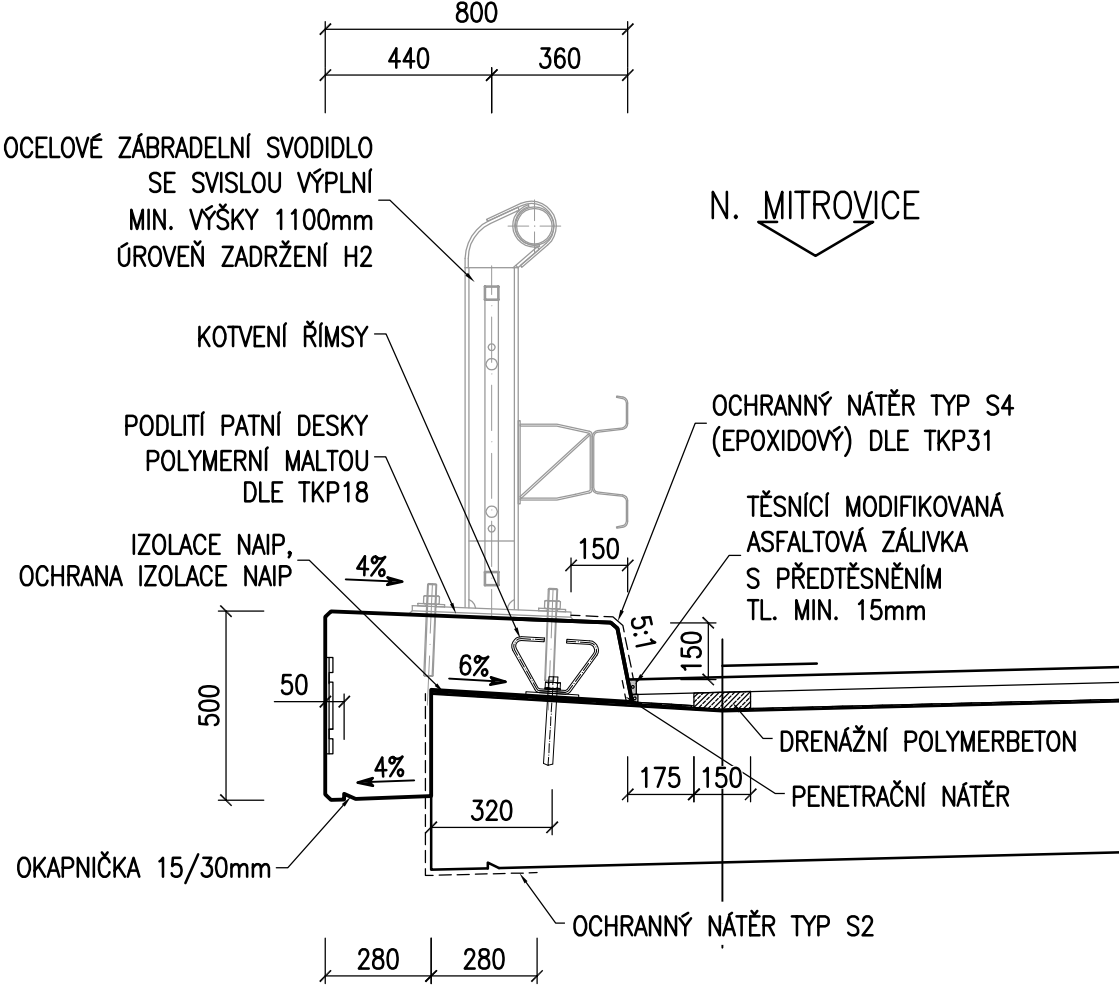 800
440
360
OCELOVÉ ZÁBRADELNÍ SVODIDLO
SE SVISLOU VÝPLNÍ
MIN. VÝŠKY 1100mm
ÚROVEŇ ZADRŽENÍ H2
N. MITROVICE
KOTVENÍ ŘÍMSY
PODLITÍ PATNÍ DESKY
POLYMERNÍ MALTOU
DLE TKP18
OCHRANNÝ NÁTĚR TYP S4
(EPOXIDOVÝ) DLE TKP31
TĚSNÍCÍ MODIFIKOVANÁ
ASFALTOVÁ ZÁLIVKA
S PŘEDTĚSNĚNÍM
TL. MIN. 15mm
IZOLACE NAIP,
OCHRANA IZOLACE NAIP
4%
150
5:1
150
6%
50
500
4%
320
175
150
DRENÁŽNÍ POLYMERBETON
PENETRAČNÍ NÁTĚR
OKAPNIČKA 15/30mm
OCHRANNÝ NÁTĚR TYP S2
280
280